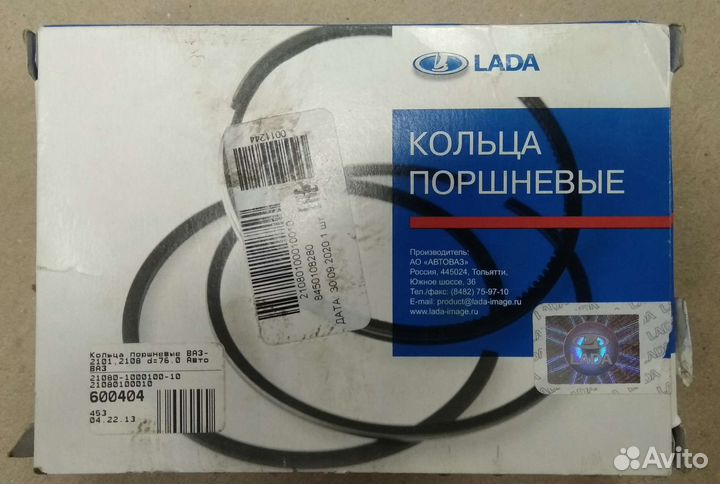 LADA
КОЛЬЦА
ПОРШНЕВЫЕ
Производитель:
АО «АВТОВАЗ»
Россия, 445024, Тольятти,
Южное шоссе, 36
Тел./факс: (8482) 75-97-10
E-mail: product@lada-image.ru
www.lada-image.ru
0011244
8450108280
1 шт
ДАТА 30.09.2020
Кольца поршневые ВАЗ-
2101,2108 d=76.0 Авто
ВАЗ
21080-1000100-10
21080100010
600404
453
04.22.13
LADA
Avito